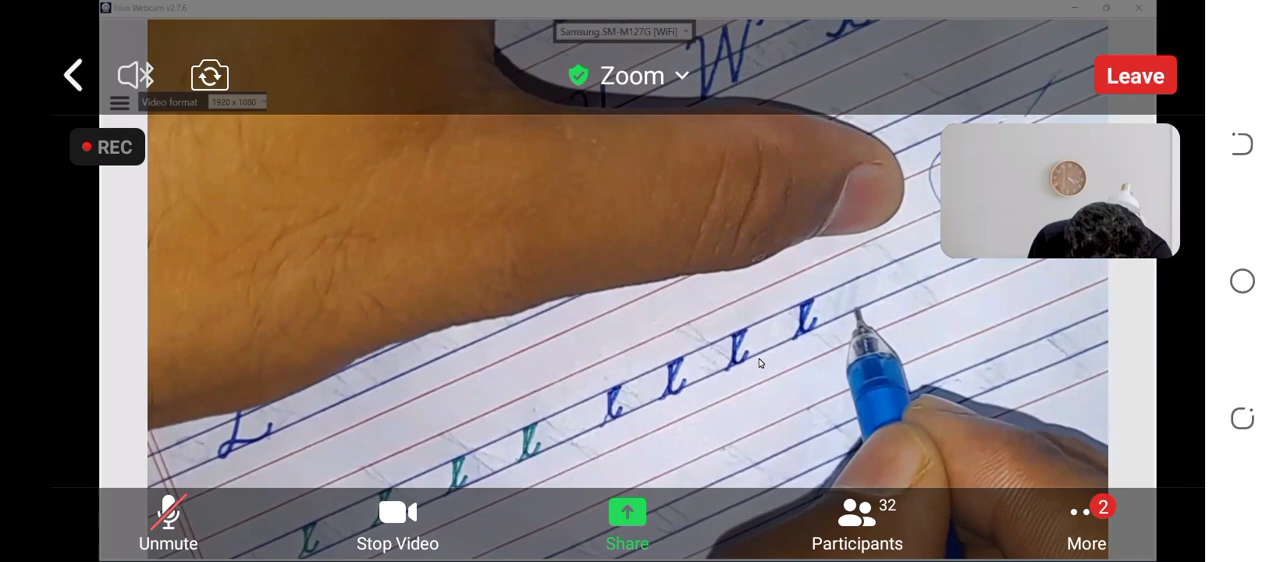 Iriun Webcam v2.7.6
Samsung SM-M127G [WiFi]
Zoom
Leave
Video format 1920 x 1080
REC
W
L
l l l l l l l l
Unmute
Stop Video
Share
Participants
32
More
2